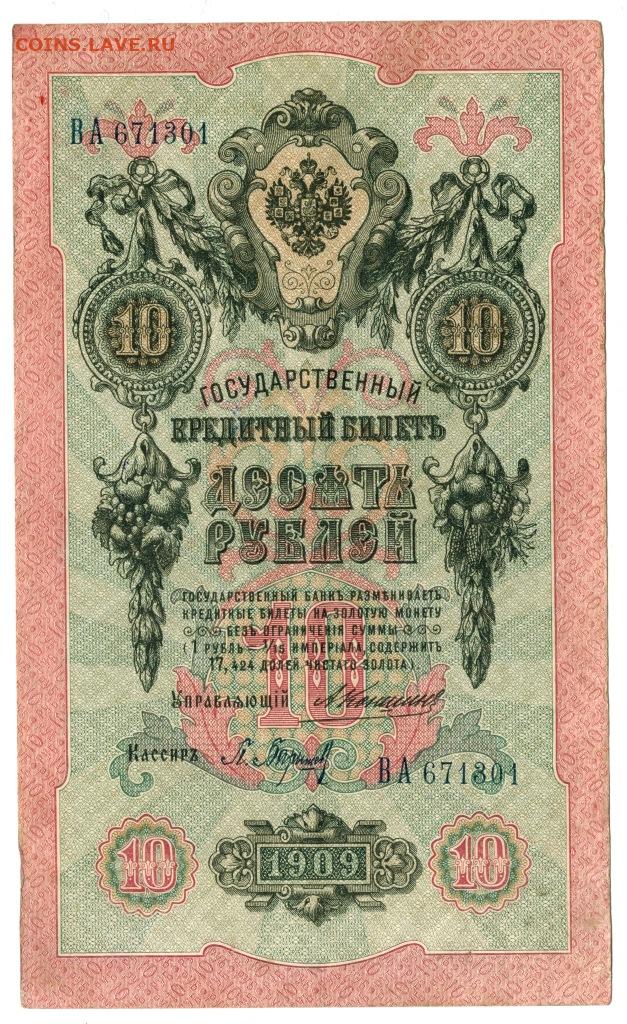 COINS.LAVE.RU
ВА 671301
10 10
ГОСУДАРСТВЕННЫЙ
КРЕДИТНЫЙ БИЛЕТЪ
ДЕСЯТЬ
РУБЛЕЙ
ГОСУДАРСТВЕННЫЙ БАНКЪ РАЗМѢНИВАЕТЪ
КРЕДИТНЫЕ БИЛЕТЫ НА ЗОЛОТУЮ МОНЕТУ
БЕЗЪ ОГРАНИЧЕНІЯ СУММЫ
(1 РУБЛЬ = 1/15 ИМПЕРІАЛА, СОДЕРЖИТЪ
17,424 ДОЛЕЙ ЧИСТАГО ЗОЛОТА).
10
Управляющій
Кассиръ
ВА 671301
10 1909 10